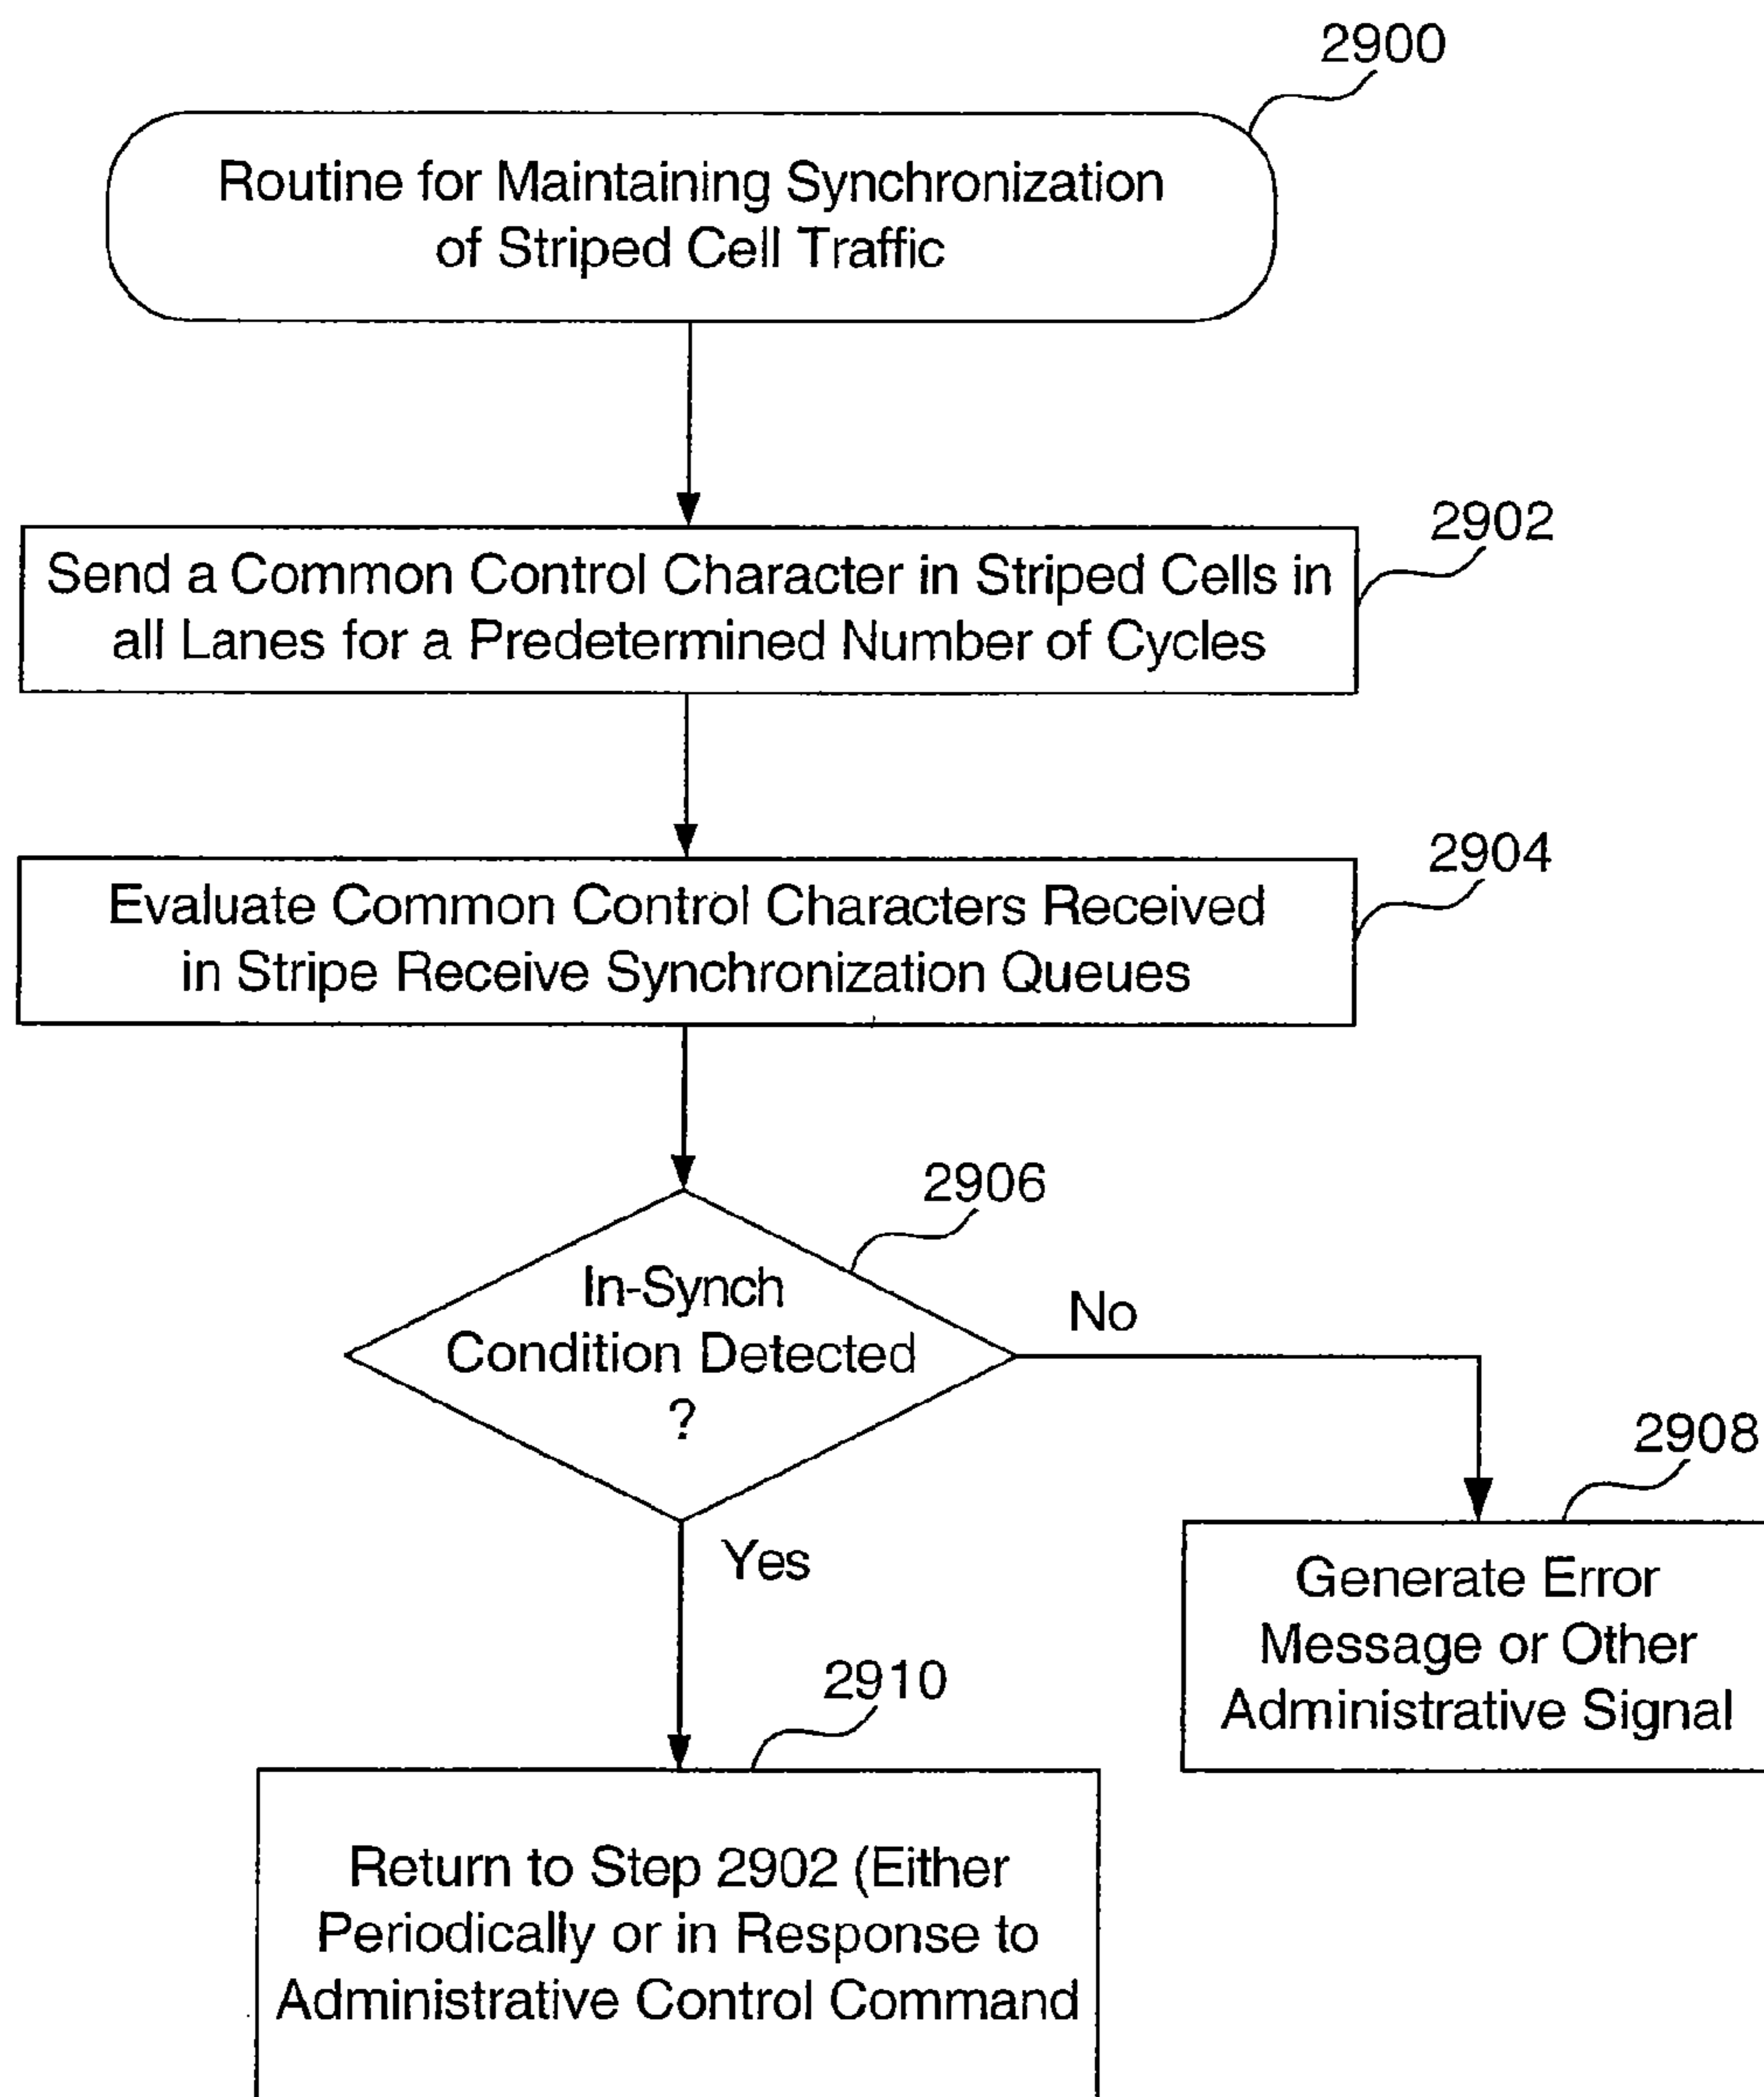 2900
Routine for Maintaining Synchronization
of Striped Cell Traffic
2902
Send a Common Control Character in Striped Cells in
all Lanes for a Predetermined Number of Cycles
2904
Evaluate Common Control Characters Received
in Stripe Receive Synchronization Queues
2906
In-Synch
Condition Detected
?
No
2908
Generate Error
Message or Other
Administrative Signal
Yes
2910
Return to Step 2902 (Either
Periodically or in Response to
Administrative Control Command